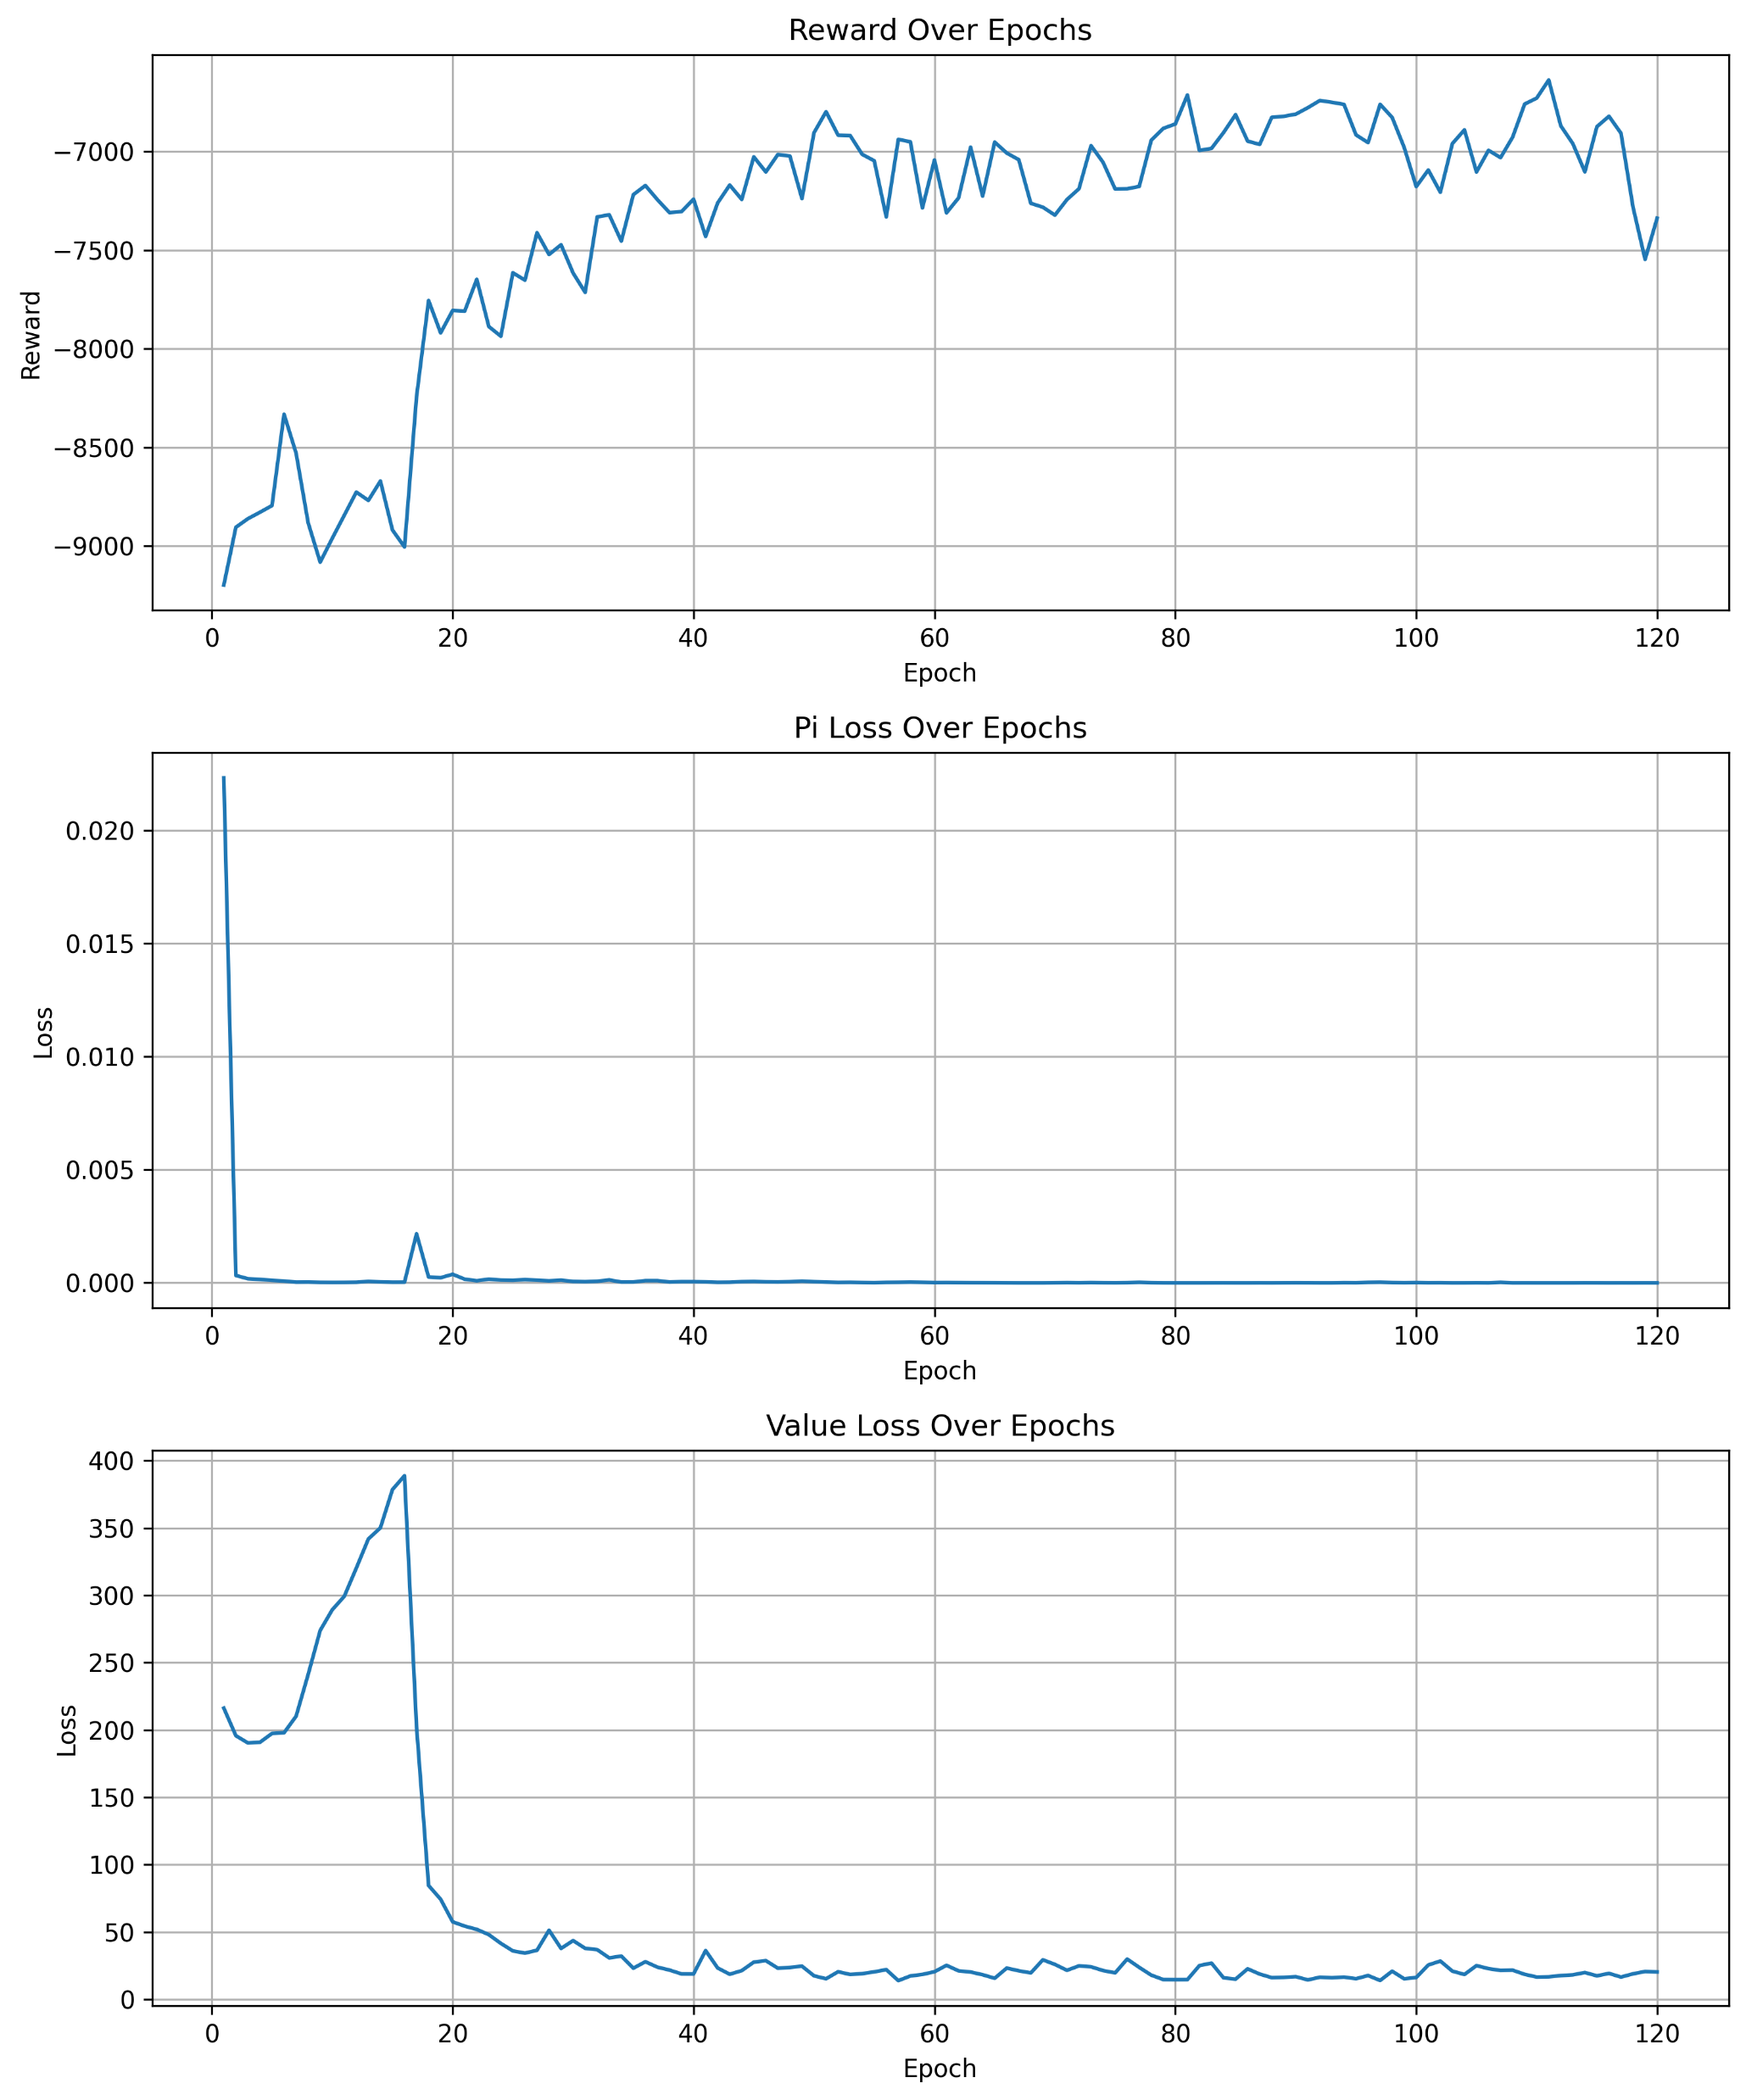 Reward Over Epochs
−7000
−7500
−8000
−8500
−9000
Reward
0 20 40 60 80 100 120
Epoch
Pi Loss Over Epochs
0.020
0.015
0.010
0.005
0.000
Loss
0 20 40 60 80 100 120
Epoch
Value Loss Over Epochs
400
350
300
250
200
150
100
50
0
Loss
0 20 40 60 80 100 120
Epoch